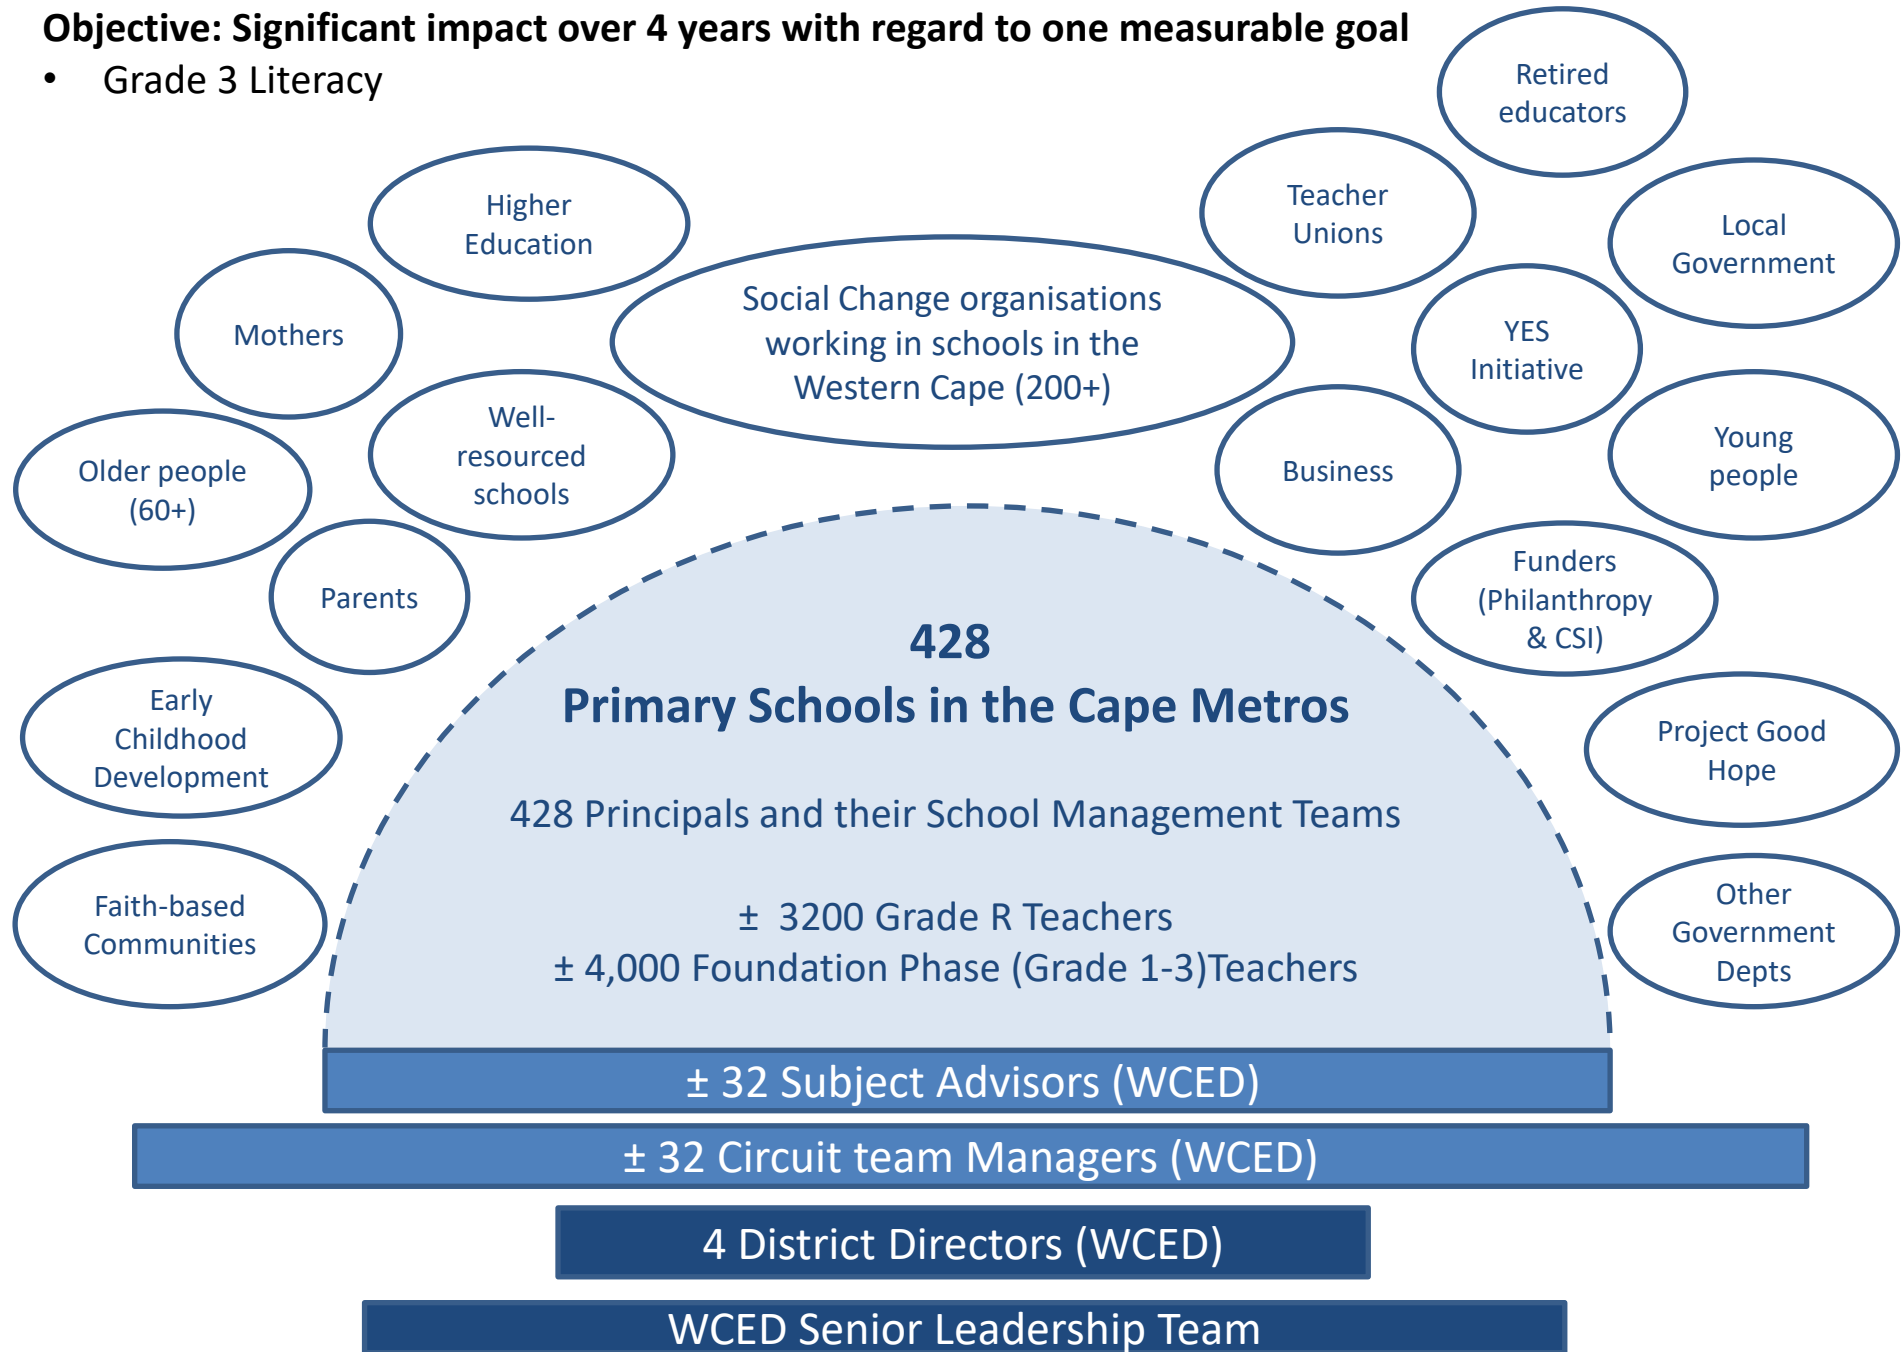 Objective: Significant impact over 4 years with regard to one measurable goal
• Grade 3 Literacy
Retired
educators
Higher
Education
Teacher
Unions
Local
Government
Mothers
Social Change organisations
working in schools in the
Western Cape (200+)
YES
Initiative
Well-
resourced
schools
Older people
(60+)
Business
Young
people
Parents
Funders
(Philanthropy
& CSI)
428
Primary Schools in the Cape Metros
428 Principals and their School Management Teams
± 3200 Grade R Teachers
± 4,000 Foundation Phase (Grade 1-3)Teachers
Early
Childhood
Development
Project Good
Hope
Faith-based
Communities
Other
Government
Depts
± 32 Subject Advisors (WCED)
± 32 Circuit team Managers (WCED)
4 District Directors (WCED)
WCED Senior Leadership Team